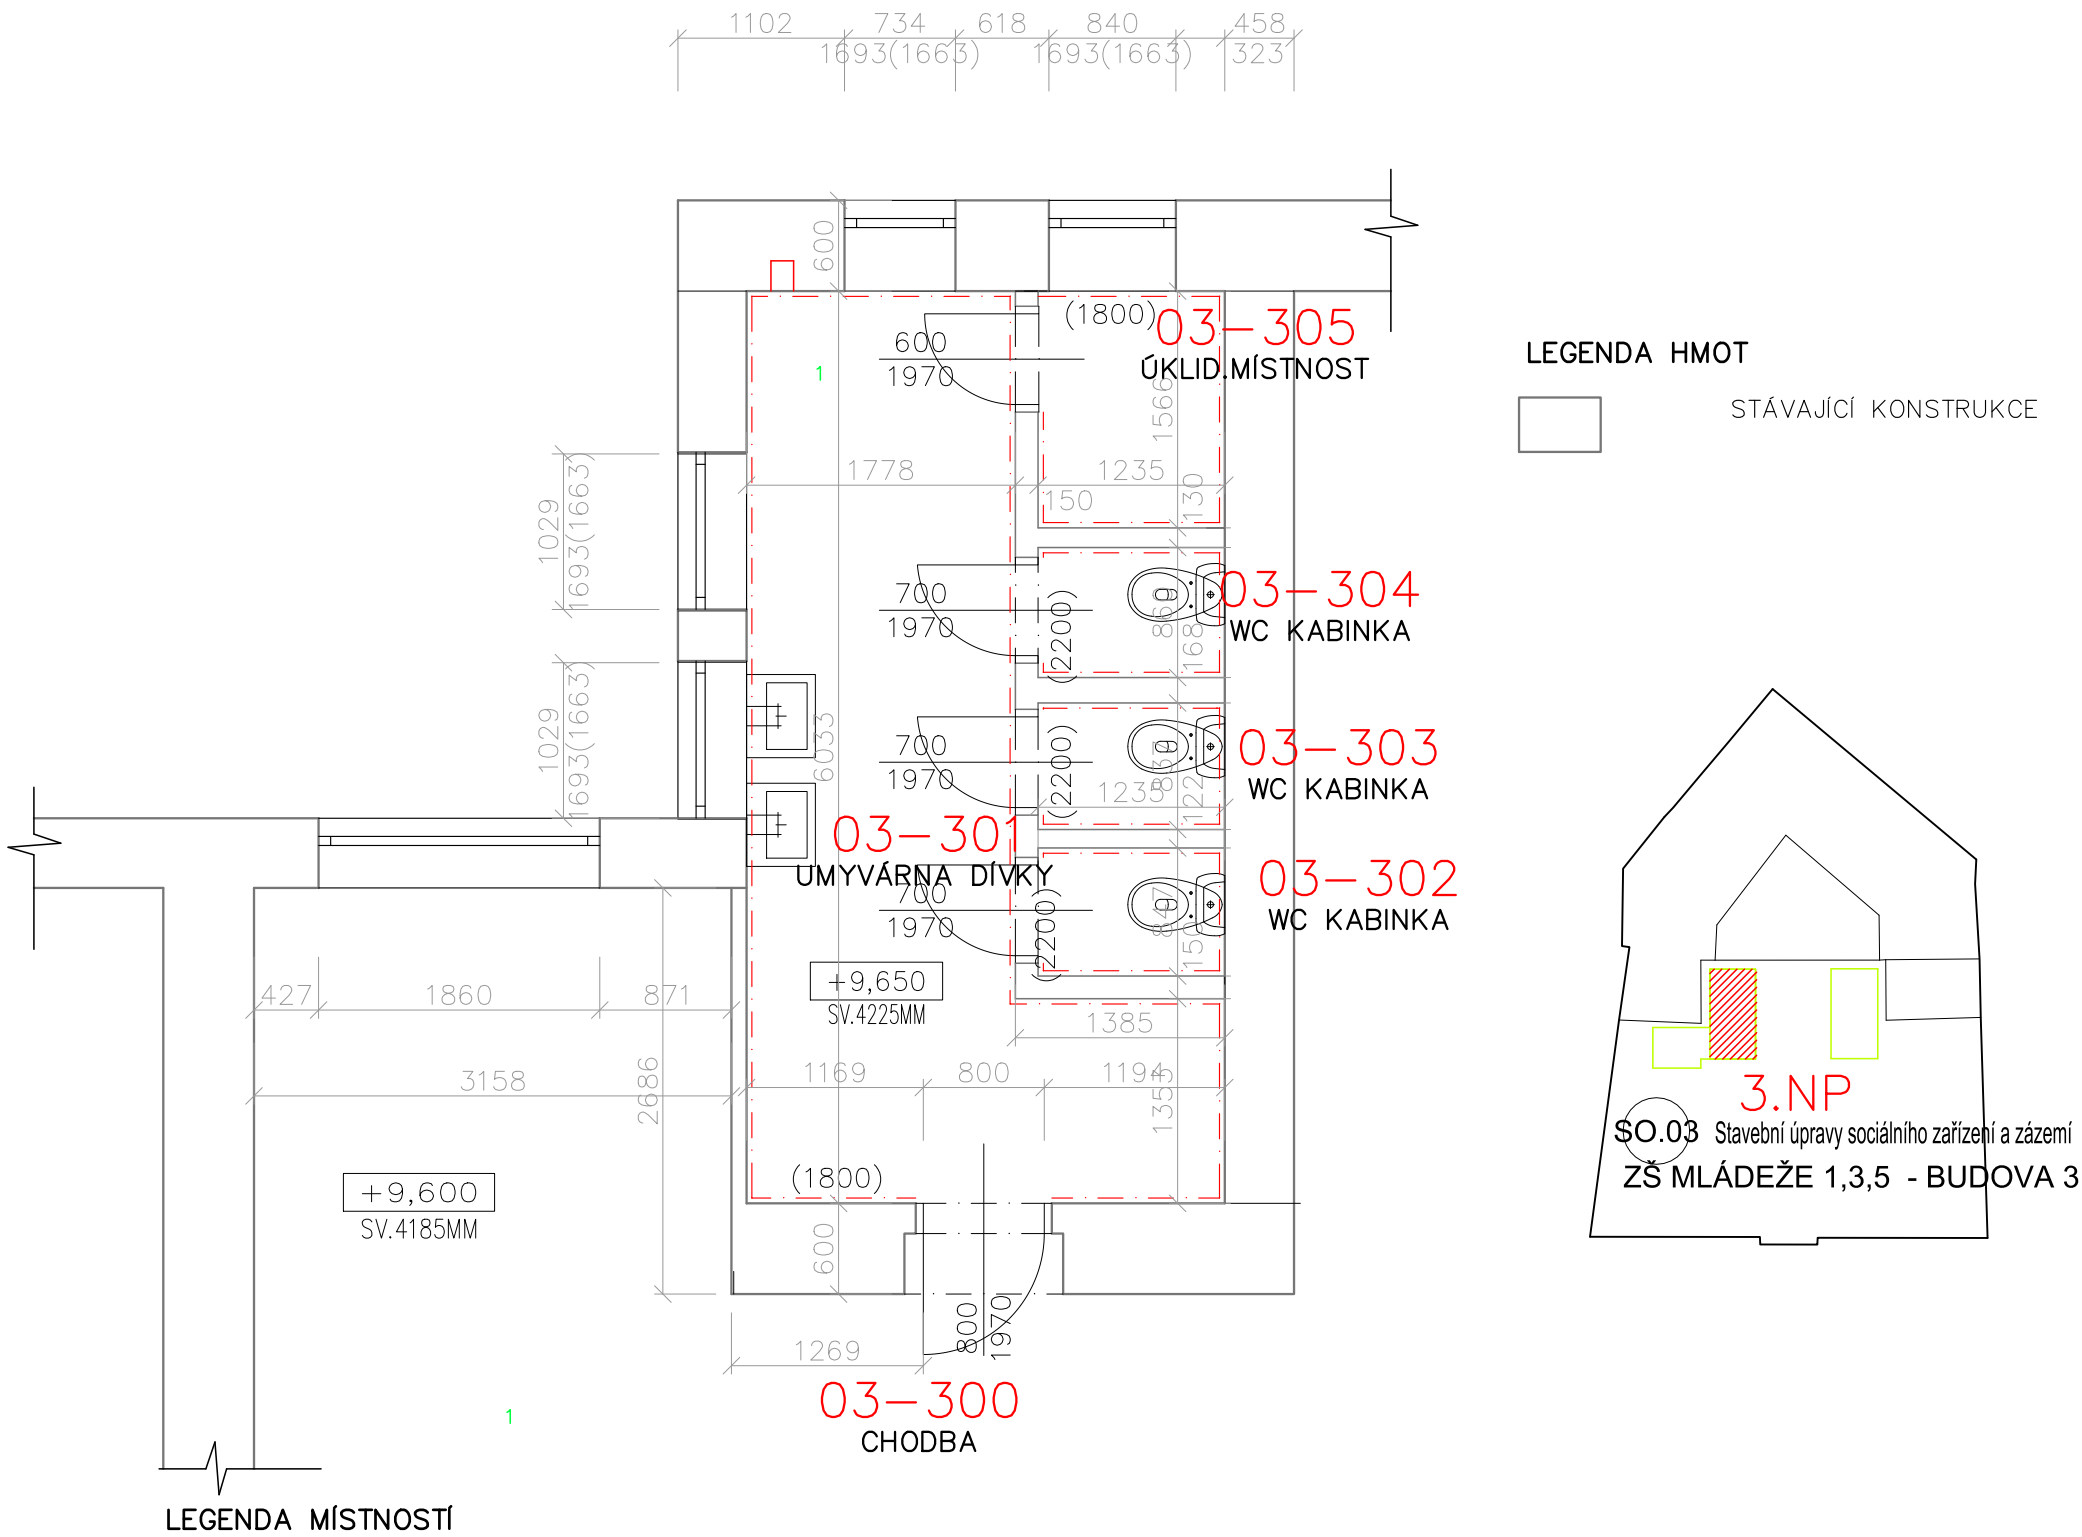 1102 734 618 840 458
1693(1663) 1693(1663) 323
600
(1800)
03-305
ÚKLID.MÍSTNOST
600
1970
1
1566
LEGENDA HMOT
STÁVAJÍCÍ KONSTRUKCE
1778 1235
150
130
1029
1693(1663)
700
1970
(2200)
03-304
WC KABINKA
168
1029
1693(1663)
6033
700
1970
(2200)
03-303
WC KABINKA
837
1235
122
03-301
UMYVÁRNA DÍVKY
700
1970
(2200)
03-302
WC KABINKA
847
150
+9,650
SV.4225MM
427 1860 871
1385
3158
2686
1169 800 1194
1355
(1800)
+9,600
SV.4185MM
600
800
1970
1269
03-300
CHODBA
1
3.NP
SO.03 Stavební úpravy sociálního zařízení a zázemí
ZŠ MLÁDEŽE 1,3,5 - BUDOVA 3
LEGENDA MÍSTNOSTÍ